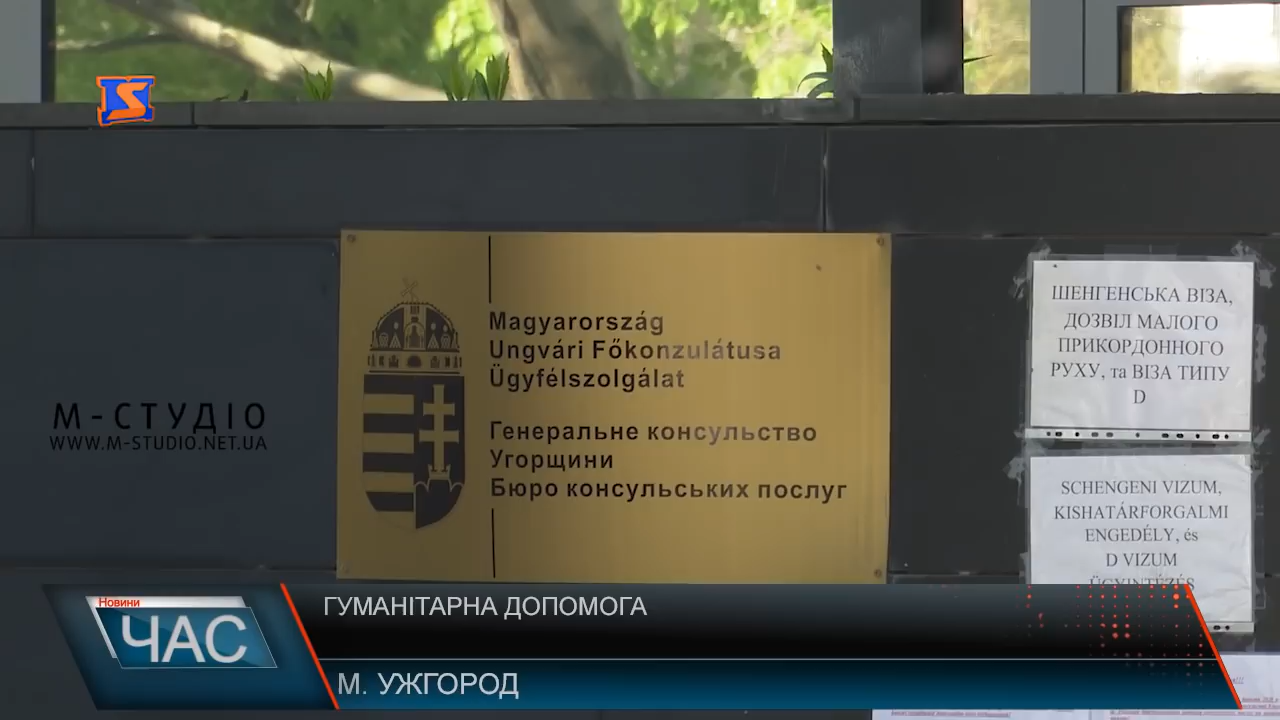 М-СТУДІО
WWW.M-STUDIO.NET.UA
Magyarország
Ungvári Főkonzulátusa
Ügyfélszolgálat
Генеральне консульство
Угорщини
Бюро консульських послуг
ШЕНГЕНСЬКА ВІЗА,
ДОЗВІЛ МАЛОГО
ПРИКОРДОННОГО
РУХУ, та ВІЗА ТИПУ
D
SCHENGENI VIZUM,
KISHATÁRFORGALMI
ENGEDÉLY, és
D VIZUM
ÜGYINTÉZÉS
Новини
ЧАС
ГУМАНІТАРНА ДОПОМОГА
М. УЖГОРОД